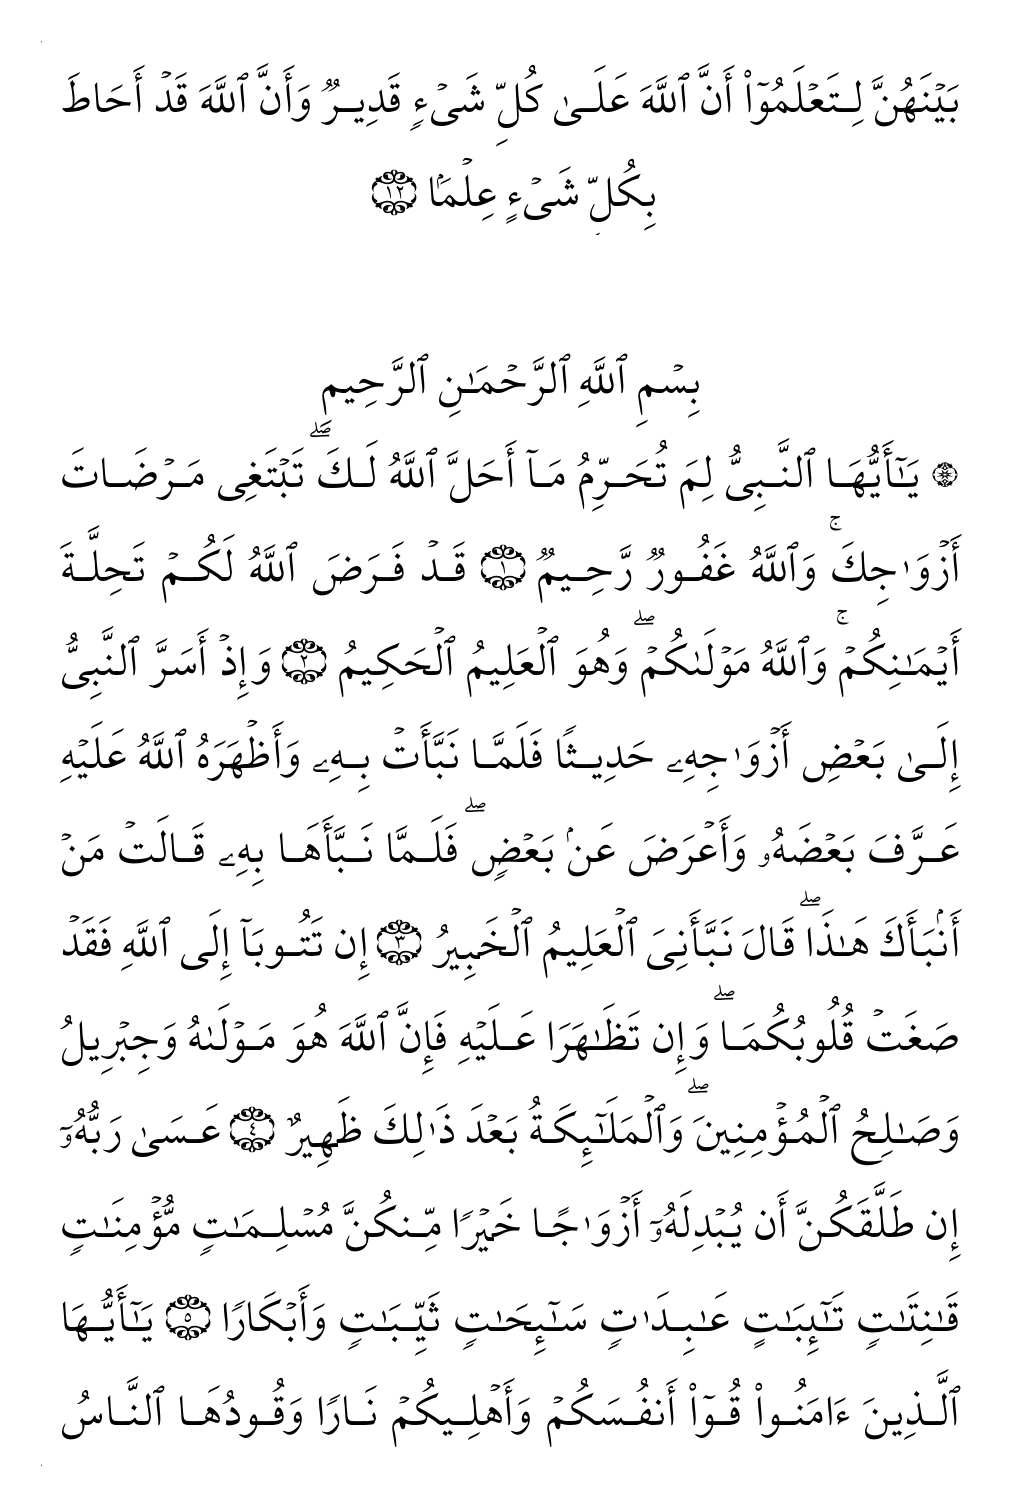 بَيْنَهُنَّ لِتَعْلَمُوٓا۟ أَنَّ ٱللَّهَ عَلَىٰ كُلِّ شَىْءٍ قَدِيرٌ وَأَنَّ ٱللَّهَ قَدْ أَحَاطَ
بِكُلِّ شَىْءٍ عِلْمًۢا ١٢
بِسْمِ ٱللَّهِ ٱلرَّحْمَـٰنِ ٱلرَّحِيمِ
۞ يَـٰٓأَيُّهَا ٱلنَّبِىُّ لِمَ تُحَرِّمُ مَآ أَحَلَّ ٱللَّهُ لَكَ ۖ تَبْتَغِى مَرْضَاتَ
أَزْوَٰجِكَ ۚ وَٱللَّهُ غَفُورٌ رَّحِيمٌ ١ قَدْ فَرَضَ ٱللَّهُ لَكُمْ تَحِلَّةَ
أَيْمَـٰنِكُمْ ۚ وَٱللَّهُ مَوْلَىٰكُمْ ۖ وَهُوَ ٱلْعَلِيمُ ٱلْحَكِيمُ ٢ وَإِذْ أَسَرَّ ٱلنَّبِىُّ
إِلَىٰ بَعْضِ أَزْوَٰجِهِۦ حَدِيثًا فَلَمَّا نَبَّأَتْ بِهِۦ وَأَظْهَرَهُ ٱللَّهُ عَلَيْهِ
عَرَّفَ بَعْضَهُۥ وَأَعْرَضَ عَنۢ بَعْضٍ ۖ فَلَمَّا نَبَّأَهَا بِهِۦ قَالَتْ مَنْ
أَنۢبَأَكَ هَـٰذَا ۖ قَالَ نَبَّأَنِىَ ٱلْعَلِيمُ ٱلْخَبِيرُ ٣ إِن تَتُوبَآ إِلَى ٱللَّهِ فَقَدْ
صَغَتْ قُلُوبُكُمَا ۖ وَإِن تَظَـٰهَرَا عَلَيْهِ فَإِنَّ ٱللَّهَ هُوَ مَوْلَىٰهُ وَجِبْرِيلُ
وَصَـٰلِحُ ٱلْمُؤْمِنِينَ ۖ وَٱلْمَلَـٰٓئِكَةُ بَعْدَ ذَٰلِكَ ظَهِيرٌ ٤ عَسَىٰ رَبُّهُۥٓ
إِن طَلَّقَكُنَّ أَن يُبْدِلَهُۥٓ أَزْوَٰجًا خَيْرًا مِّنكُنَّ مُسْلِمَـٰتٍ مُّؤْمِنَـٰتٍ
قَـٰنِتَـٰتٍ تَـٰٓئِبَـٰتٍ عَـٰبِدَٰتٍ سَـٰٓئِحَـٰتٍ ثَيِّبَـٰتٍ وَأَبْكَارًا ٥ يَـٰٓأَيُّهَا
ٱلَّذِينَ ءَامَنُوا۟ قُوٓا۟ أَنفُسَكُمْ وَأَهْلِيكُمْ نَارًا وَقُودُهَا ٱلنَّاسُ